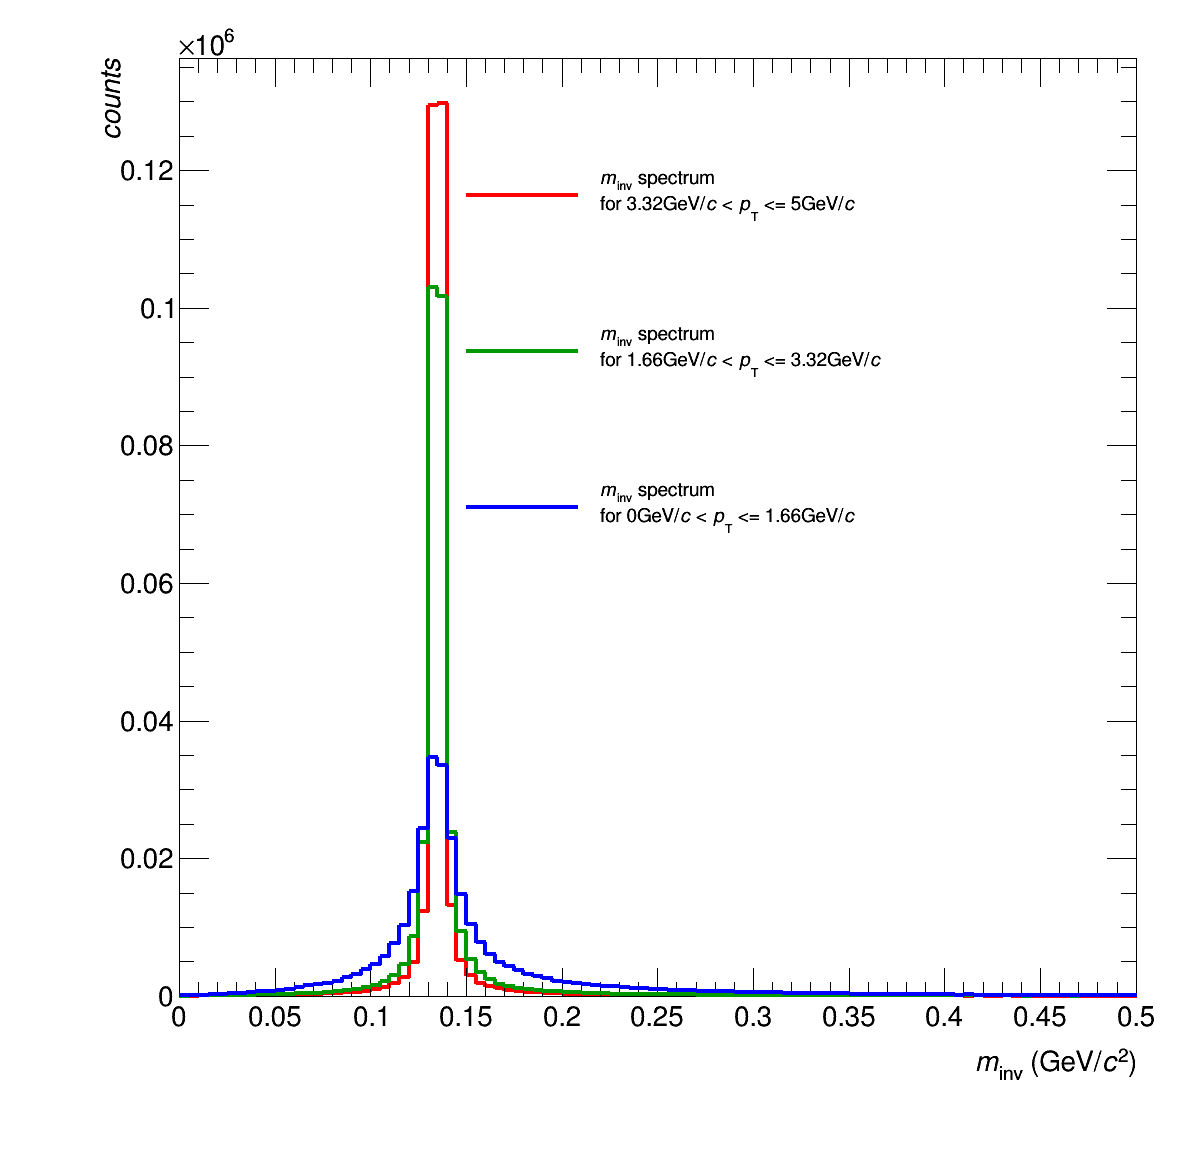 ×10⁶
counts
0.12
0.1
0.08
0.06
0.04
0.02
0
m_inv spectrum
for 3.32GeV/c < p_T <= 5GeV/c
m_inv spectrum
for 1.66GeV/c < p_T <= 3.32GeV/c
m_inv spectrum
for 0GeV/c < p_T <= 1.66GeV/c
0 0.05 0.1 0.15 0.2 0.25 0.3 0.35 0.4 0.45 0.5
m_inv (GeV/c²)